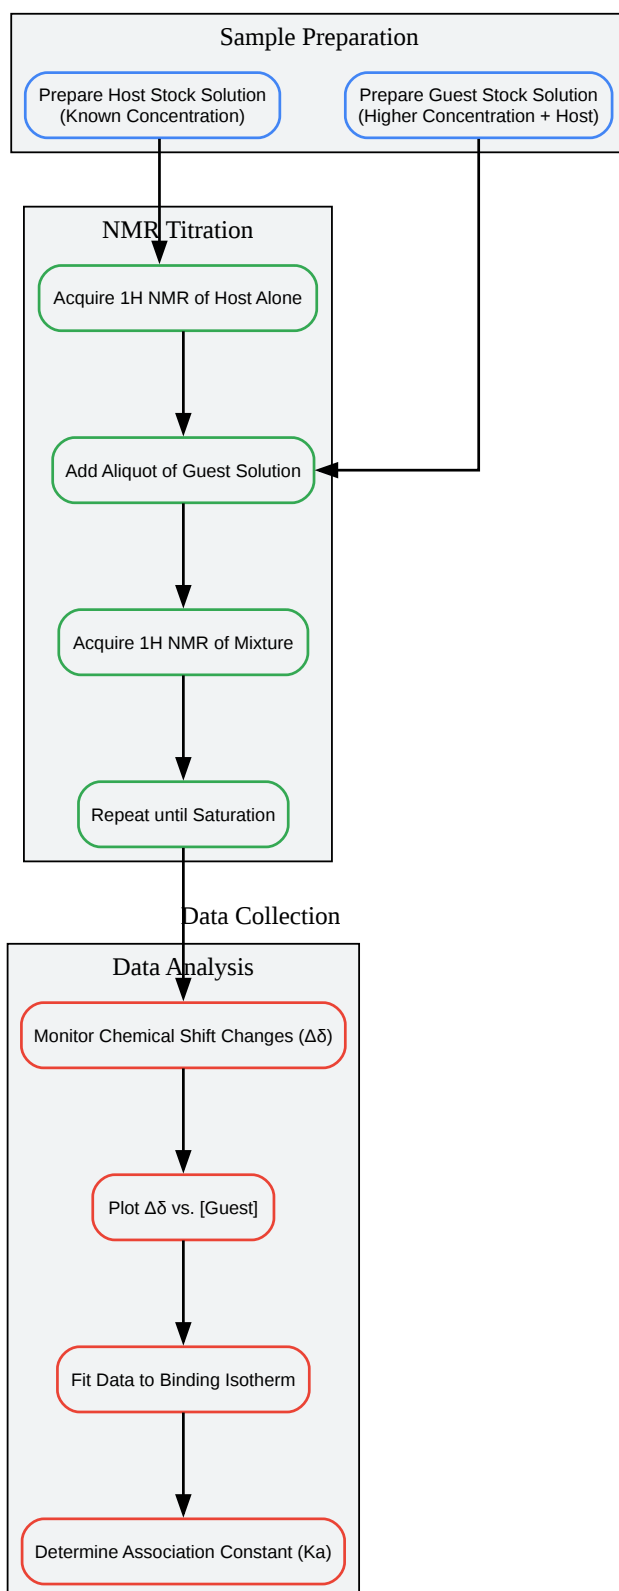 Sample Preparation
Prepare Host Stock Solution
(Known Concentration)
Prepare Guest Stock Solution
(Higher Concentration + Host)
NMR Titration
Acquire 1H NMR of Host Alone
Add Aliquot of Guest Solution
Acquire 1H NMR of Mixture
Repeat until Saturation
Data Collection
Data Analysis
Monitor Chemical Shift Changes (Δδ)
Plot Δδ vs. [Guest]
Fit Data to Binding Isotherm
Determine Association Constant (Ka)